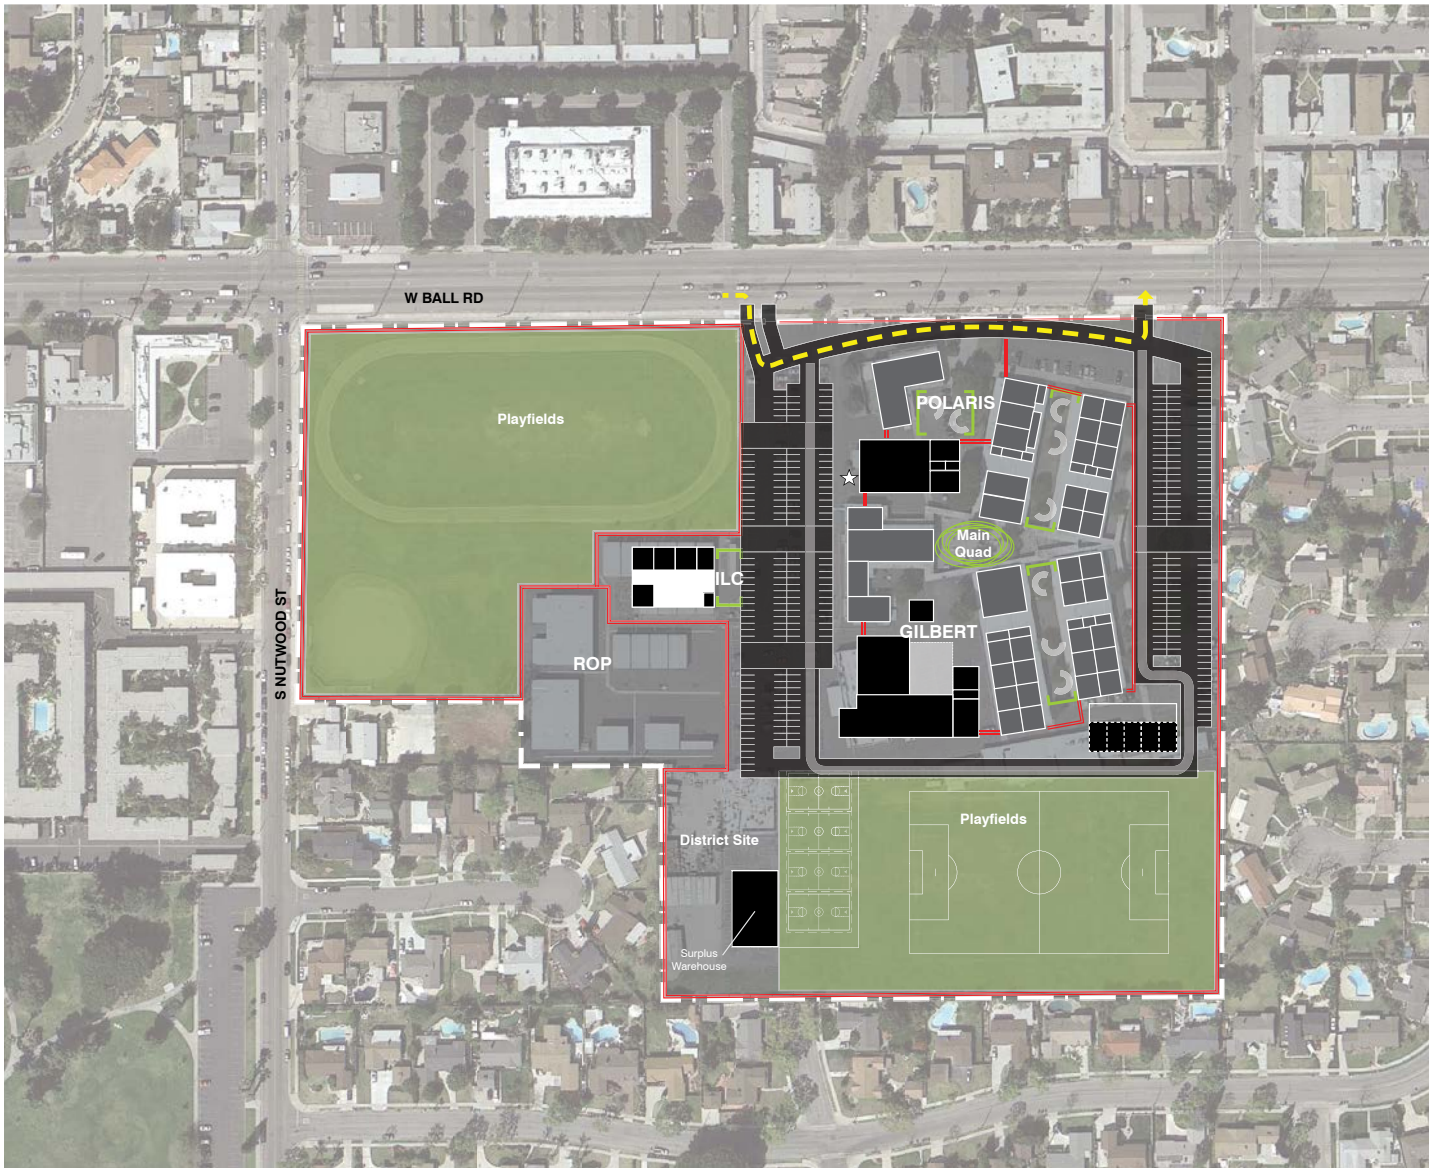 W BALL RD
Playfields
POLARIS
Main
Quad
ILC
S NUTWOOD ST
GILBERT
ROP
Playfields
District Site
Surplus
Warehouse